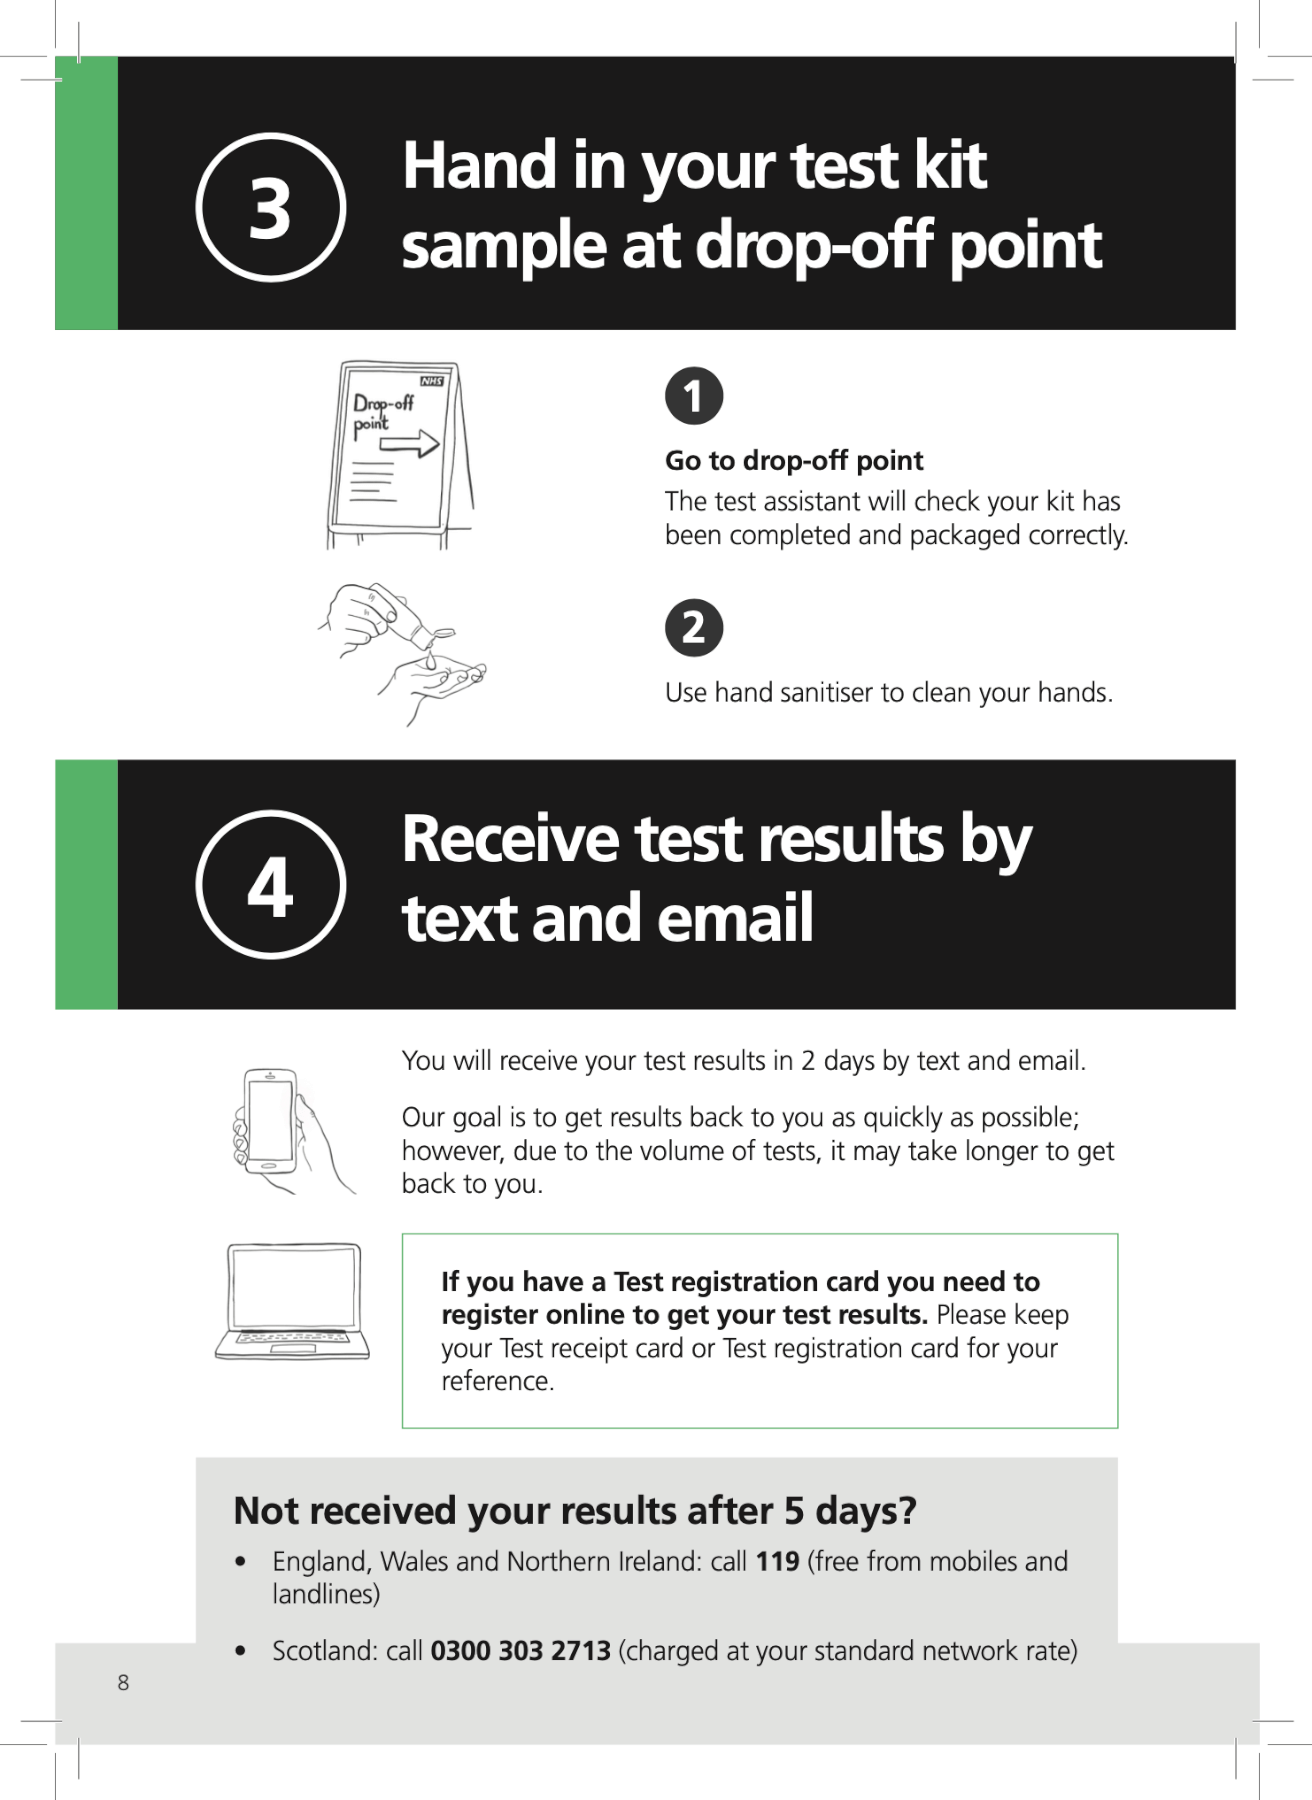 3
Hand in your test kit
sample at drop-off point
NHS
Drop-off
point
1
Go to drop-off point
The test assistant will check your kit has
been completed and packaged correctly.
2
Use hand sanitiser to clean your hands.
4
Receive test results by
text and email
You will receive your test results in 2 days by text and email.
Our goal is to get results back to you as quickly as possible;
however, due to the volume of tests, it may take longer to get
back to you.
If you have a Test registration card you need to
register online to get your test results. Please keep
your Test receipt card or Test registration card for your
reference.
Not received your results after 5 days?
• England, Wales and Northern Ireland: call 119 (free from mobiles and
landlines)
• Scotland: call 0300 303 2713 (charged at your standard network rate)
8